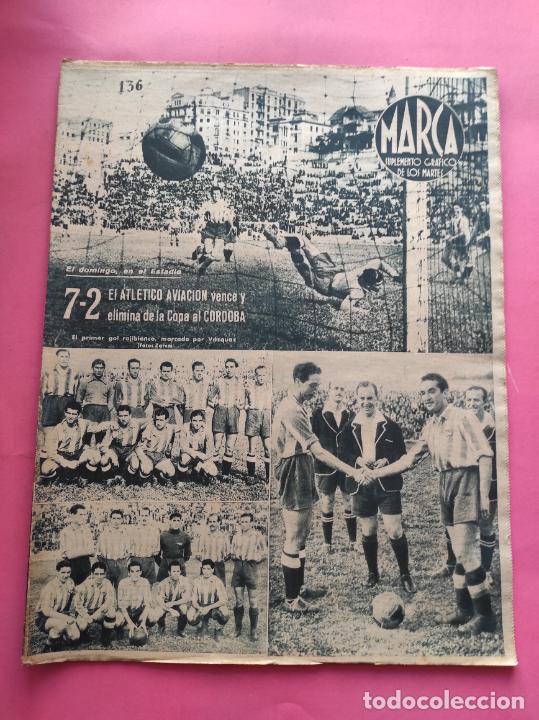 136
MARCA
SUPLEMENTO GRAFICO
DE LOS MARTES
El domingo, en el Estadio
7-2 El ATLETICO AVIACION vence y
elimina de la Copa al CORDOBA
El primer gol rojiblanco, marcado por Vázquez
todocoleccion.net